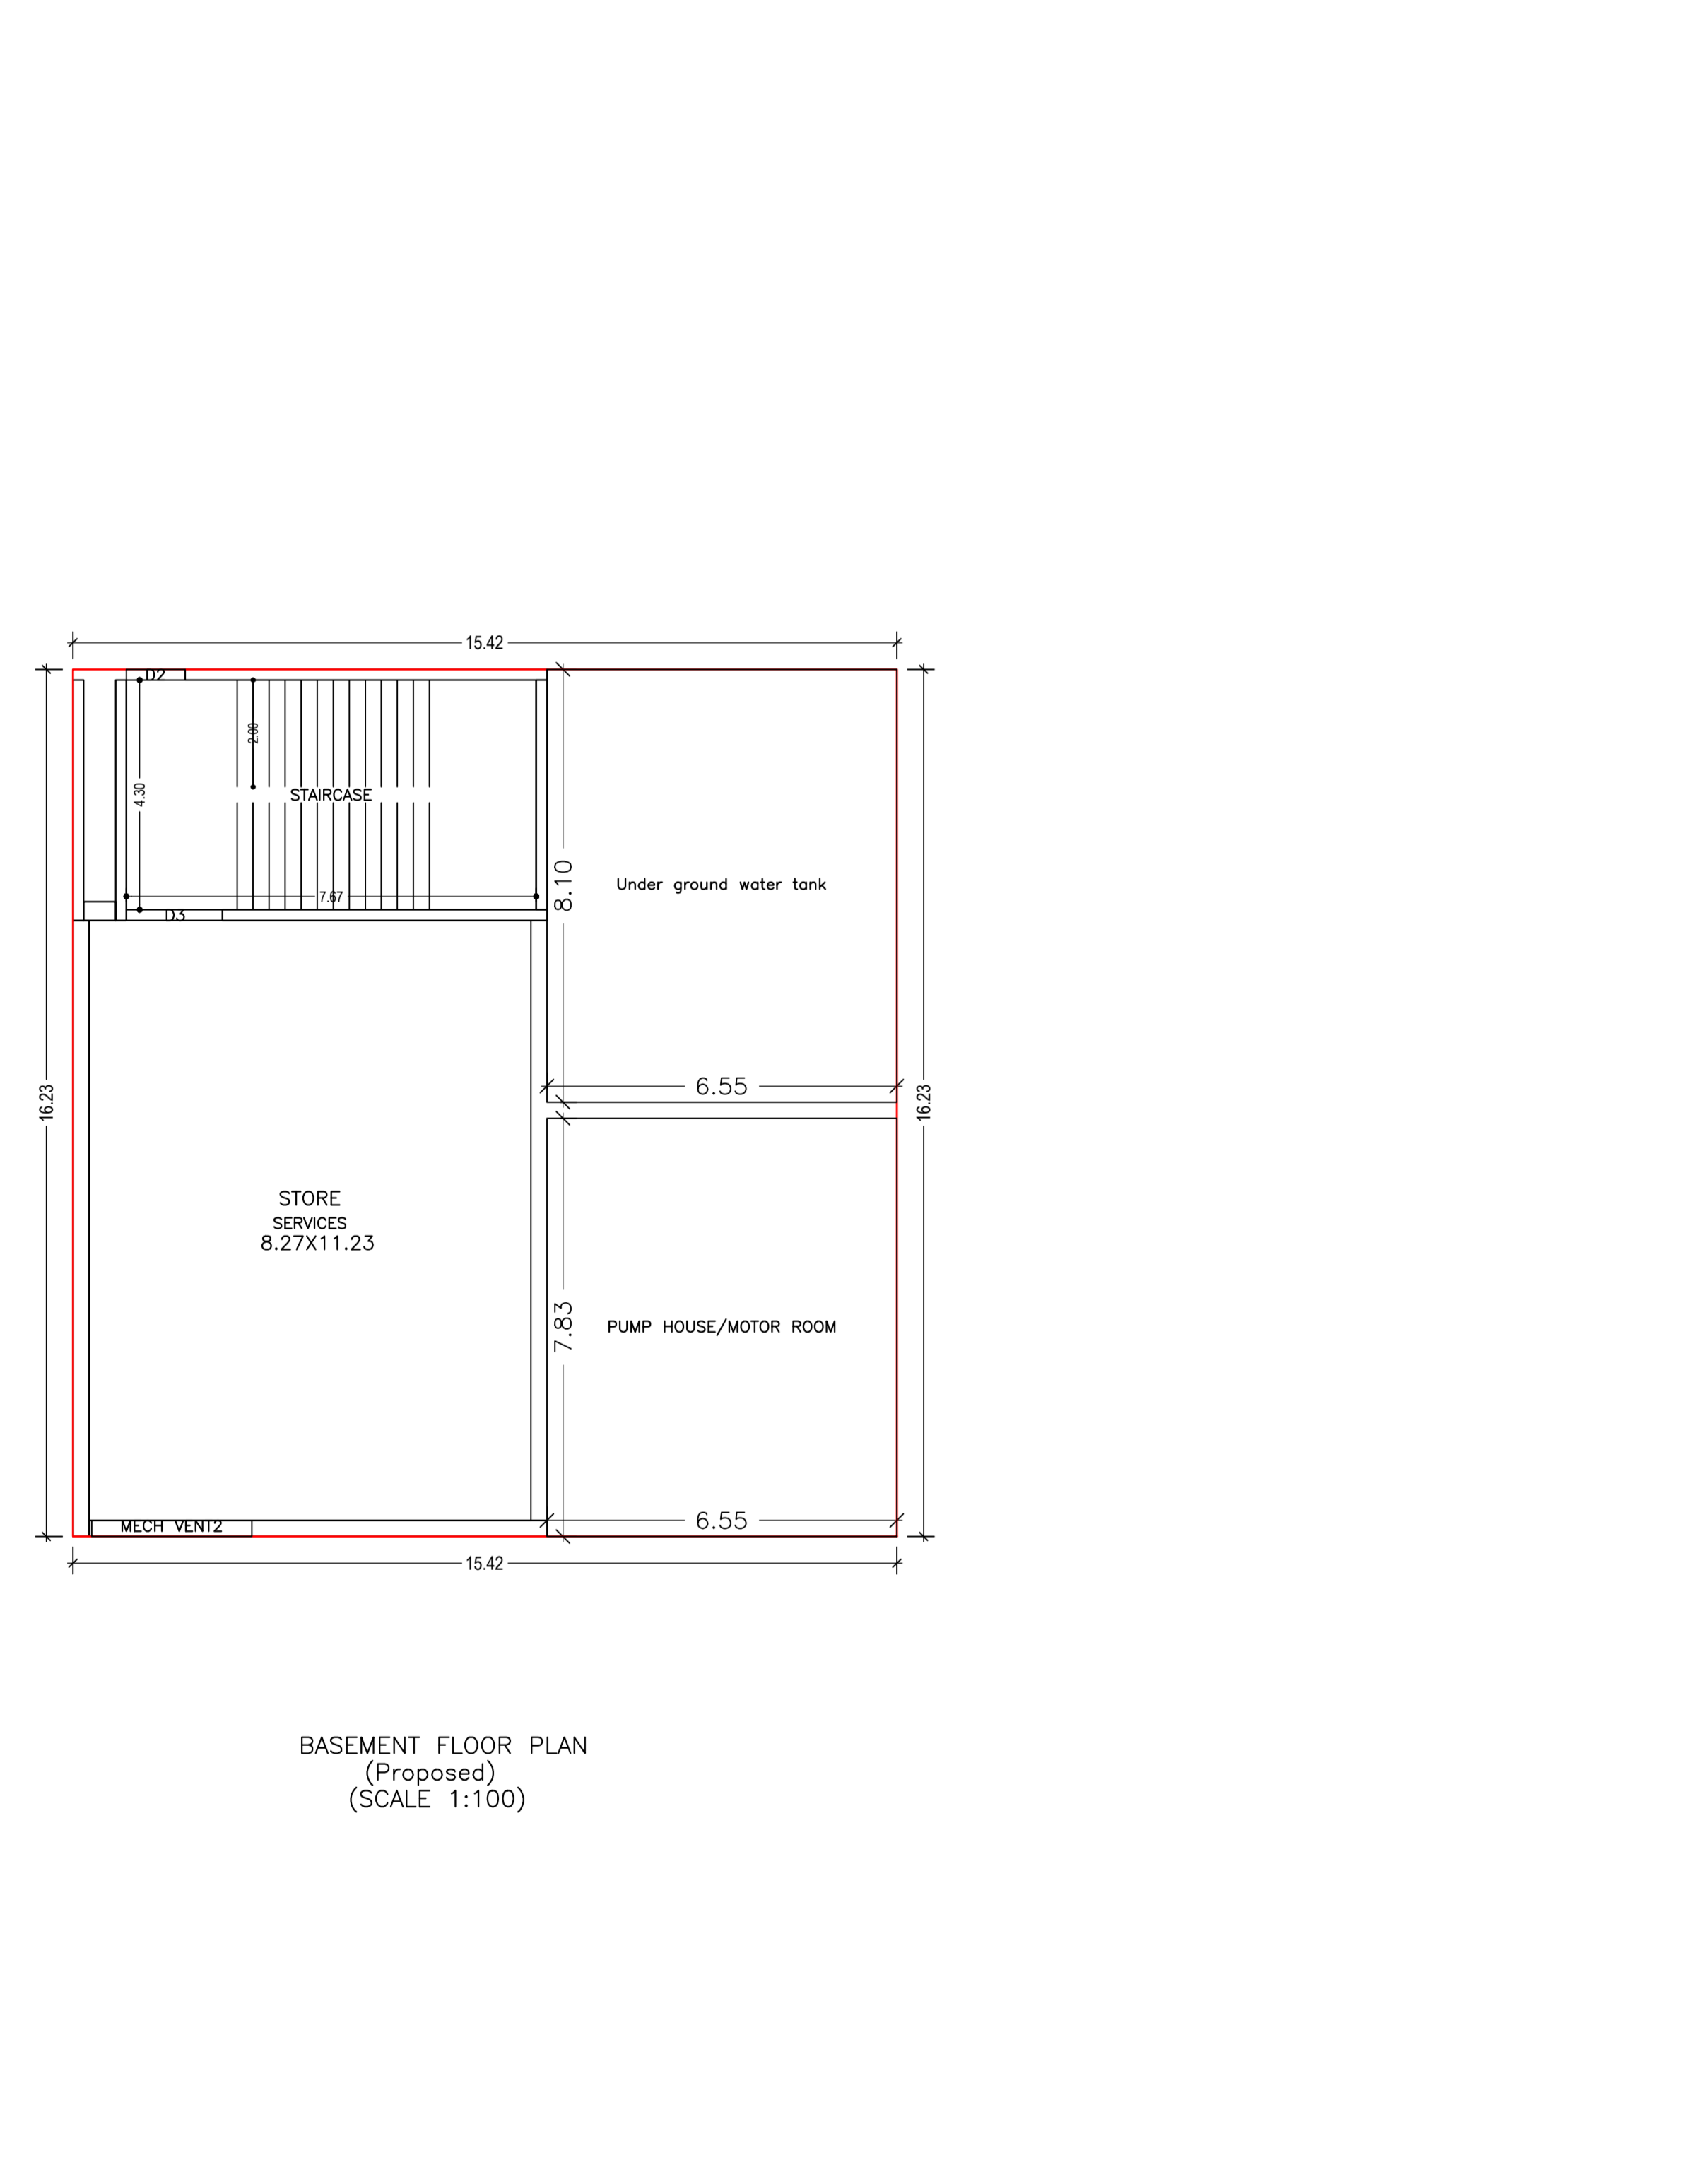 15.42
D2
2.00
4.30
STAIRCASE
7.67
D3
8.10
Under ground water tank
6.55
16.23
16.23
STORE
SERVICES
8.27X11.23
7.83
PUMP HOUSE/MOTOR ROOM
6.55
MECH VENT2
15.42
BASEMENT FLOOR PLAN
(Proposed)
(SCALE 1:100)